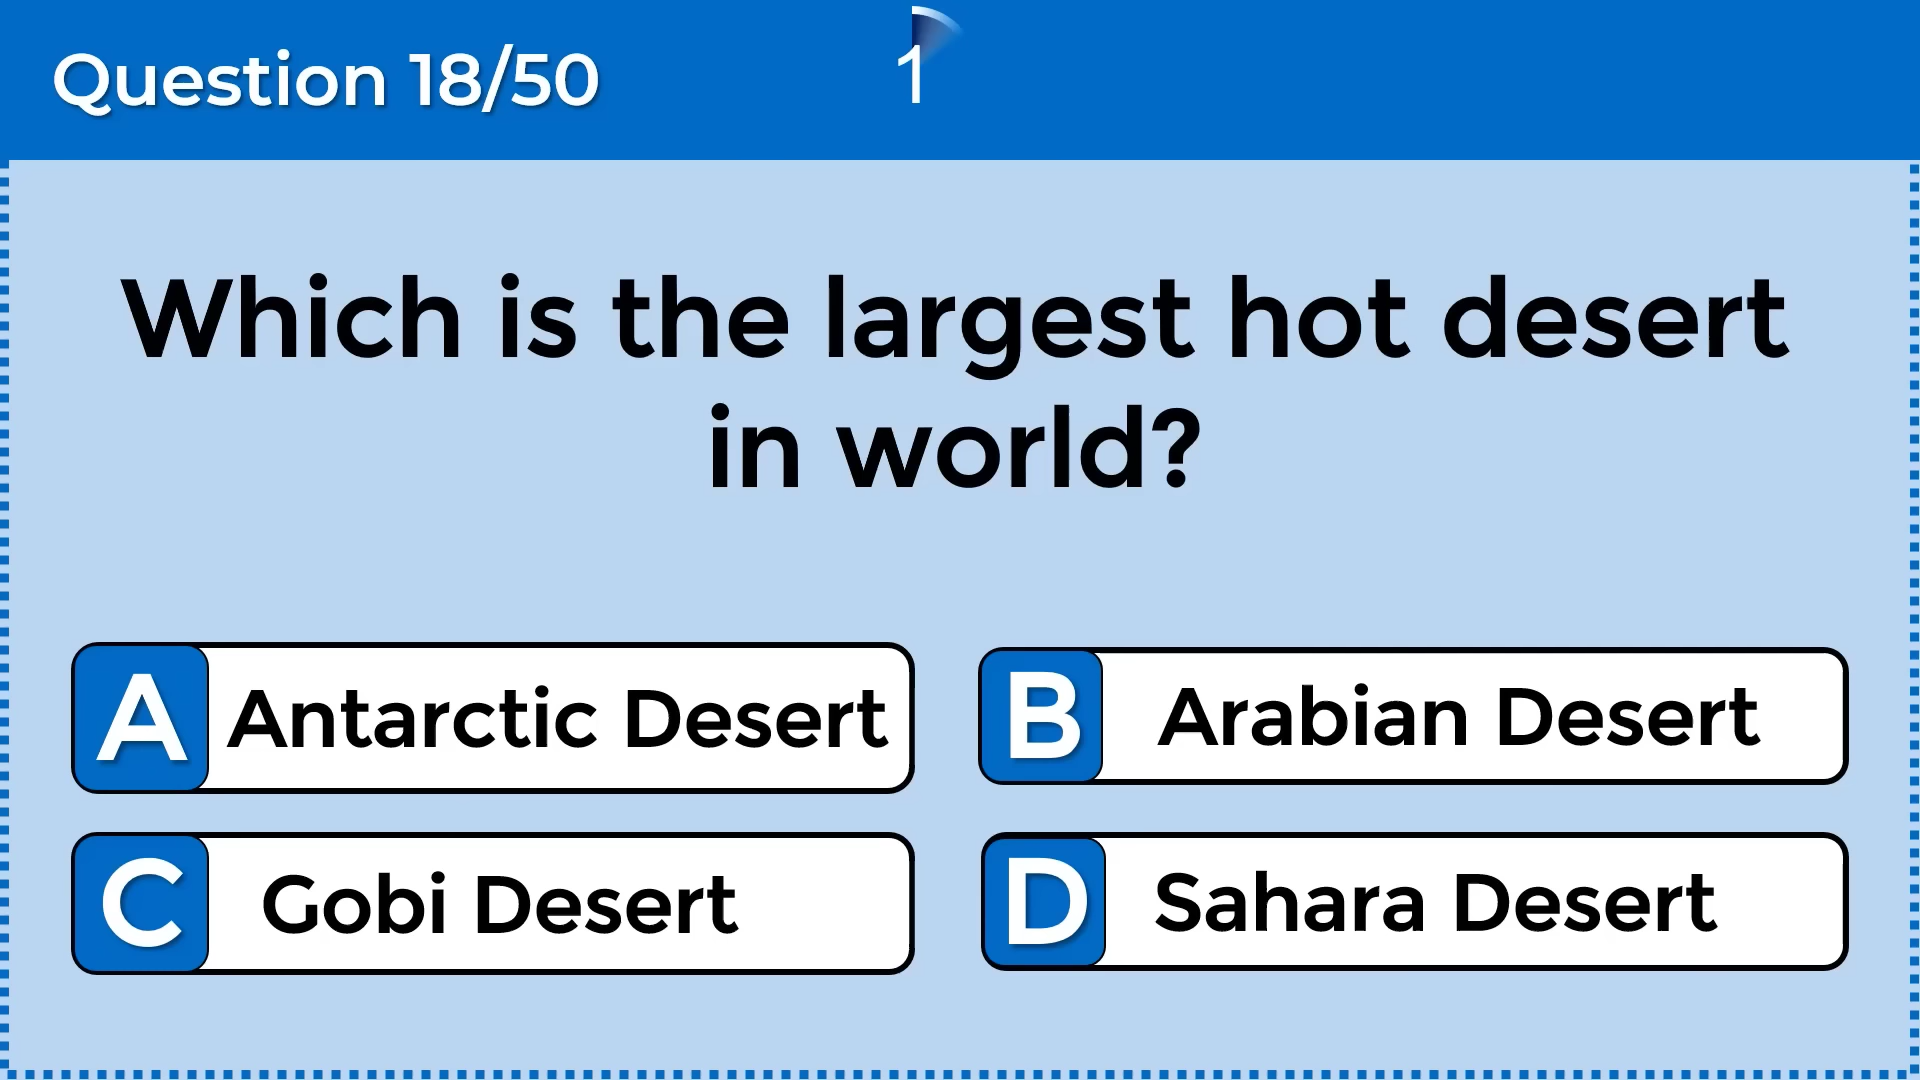 Question 18/50
1
Which is the largest hot desert
in world?
A Antarctic Desert
B Arabian Desert
C Gobi Desert
D Sahara Desert